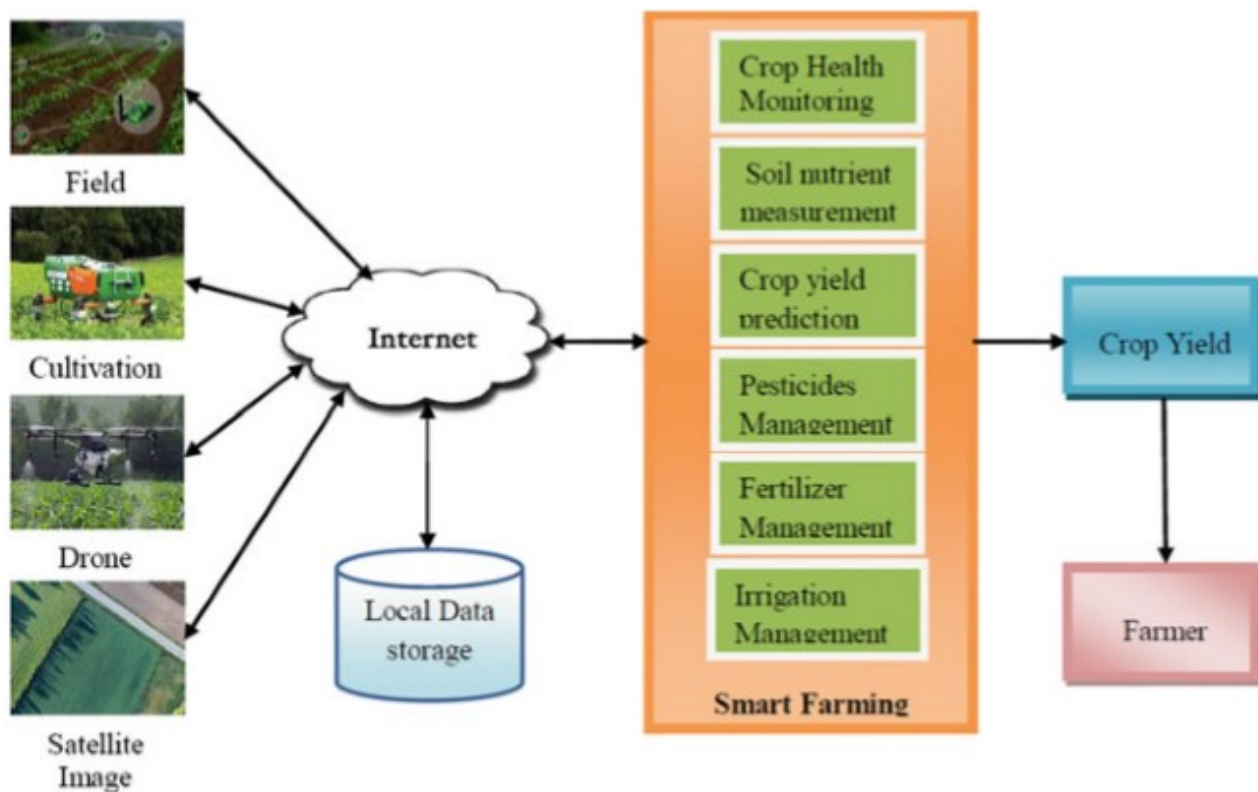 Field
Cultivation
Drone
Satellite
Image
Internet
Local Data
storage
Crop Health
Monitoring
Soil nutrient
measurement
Crop yield
prediction
Pesticides
Management
Fertilizer
Management
Irrigation
Management
Smart Farming
Crop Yield
Farmer